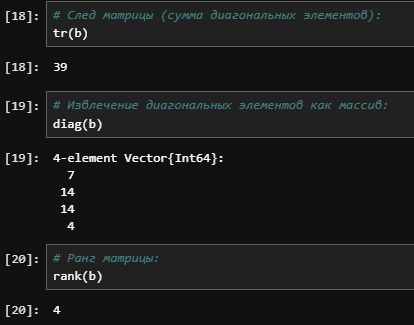 [18]: # След матрицы (сумма диагональных элементов):
tr(b)
[18]: 39
[19]: # Извлечение диагональных элементов как массив:
diag(b)
[19]: 4-element Vector{Int64}:
7
14
14
4
[20]: # Ранг матрицы:
rank(b)
[20]: 4